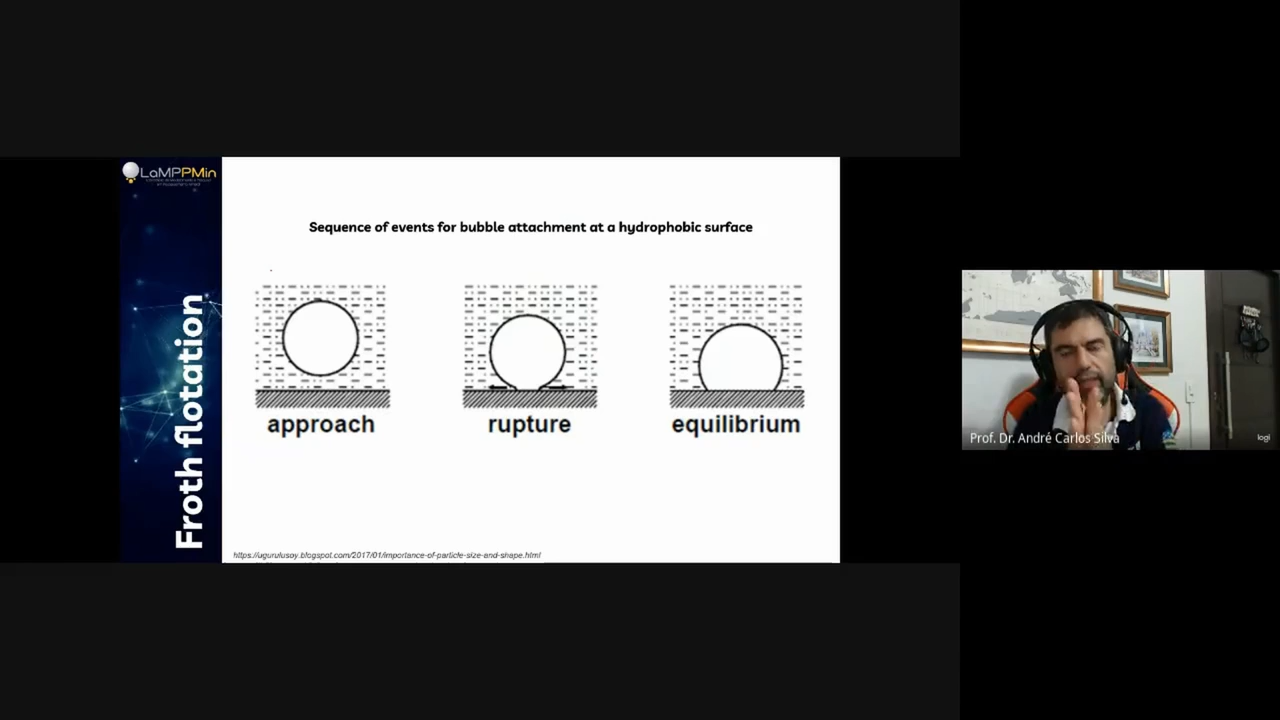 LaMPPMin
Froth flotation
Sequence of events for bubble attachment at a hydrophobic surface
approach
rupture
equilibrium
https://ugurulusoy.blogspot.com/2017/01/importance-of-particle-size-and-shape.html
Prof. Dr. André Carlos Silva
logi